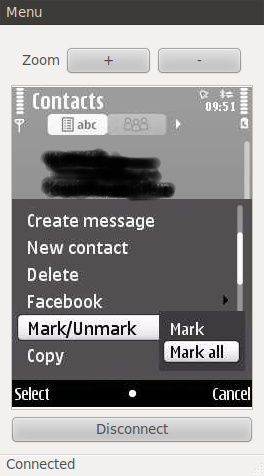 Menu
Zoom + -
Contacts
09:51
abc
Create message
New contact
Delete
Facebook
Mark/Unmark
Mark
Mark all
Copy
Select Cancel
Disconnect
Connected